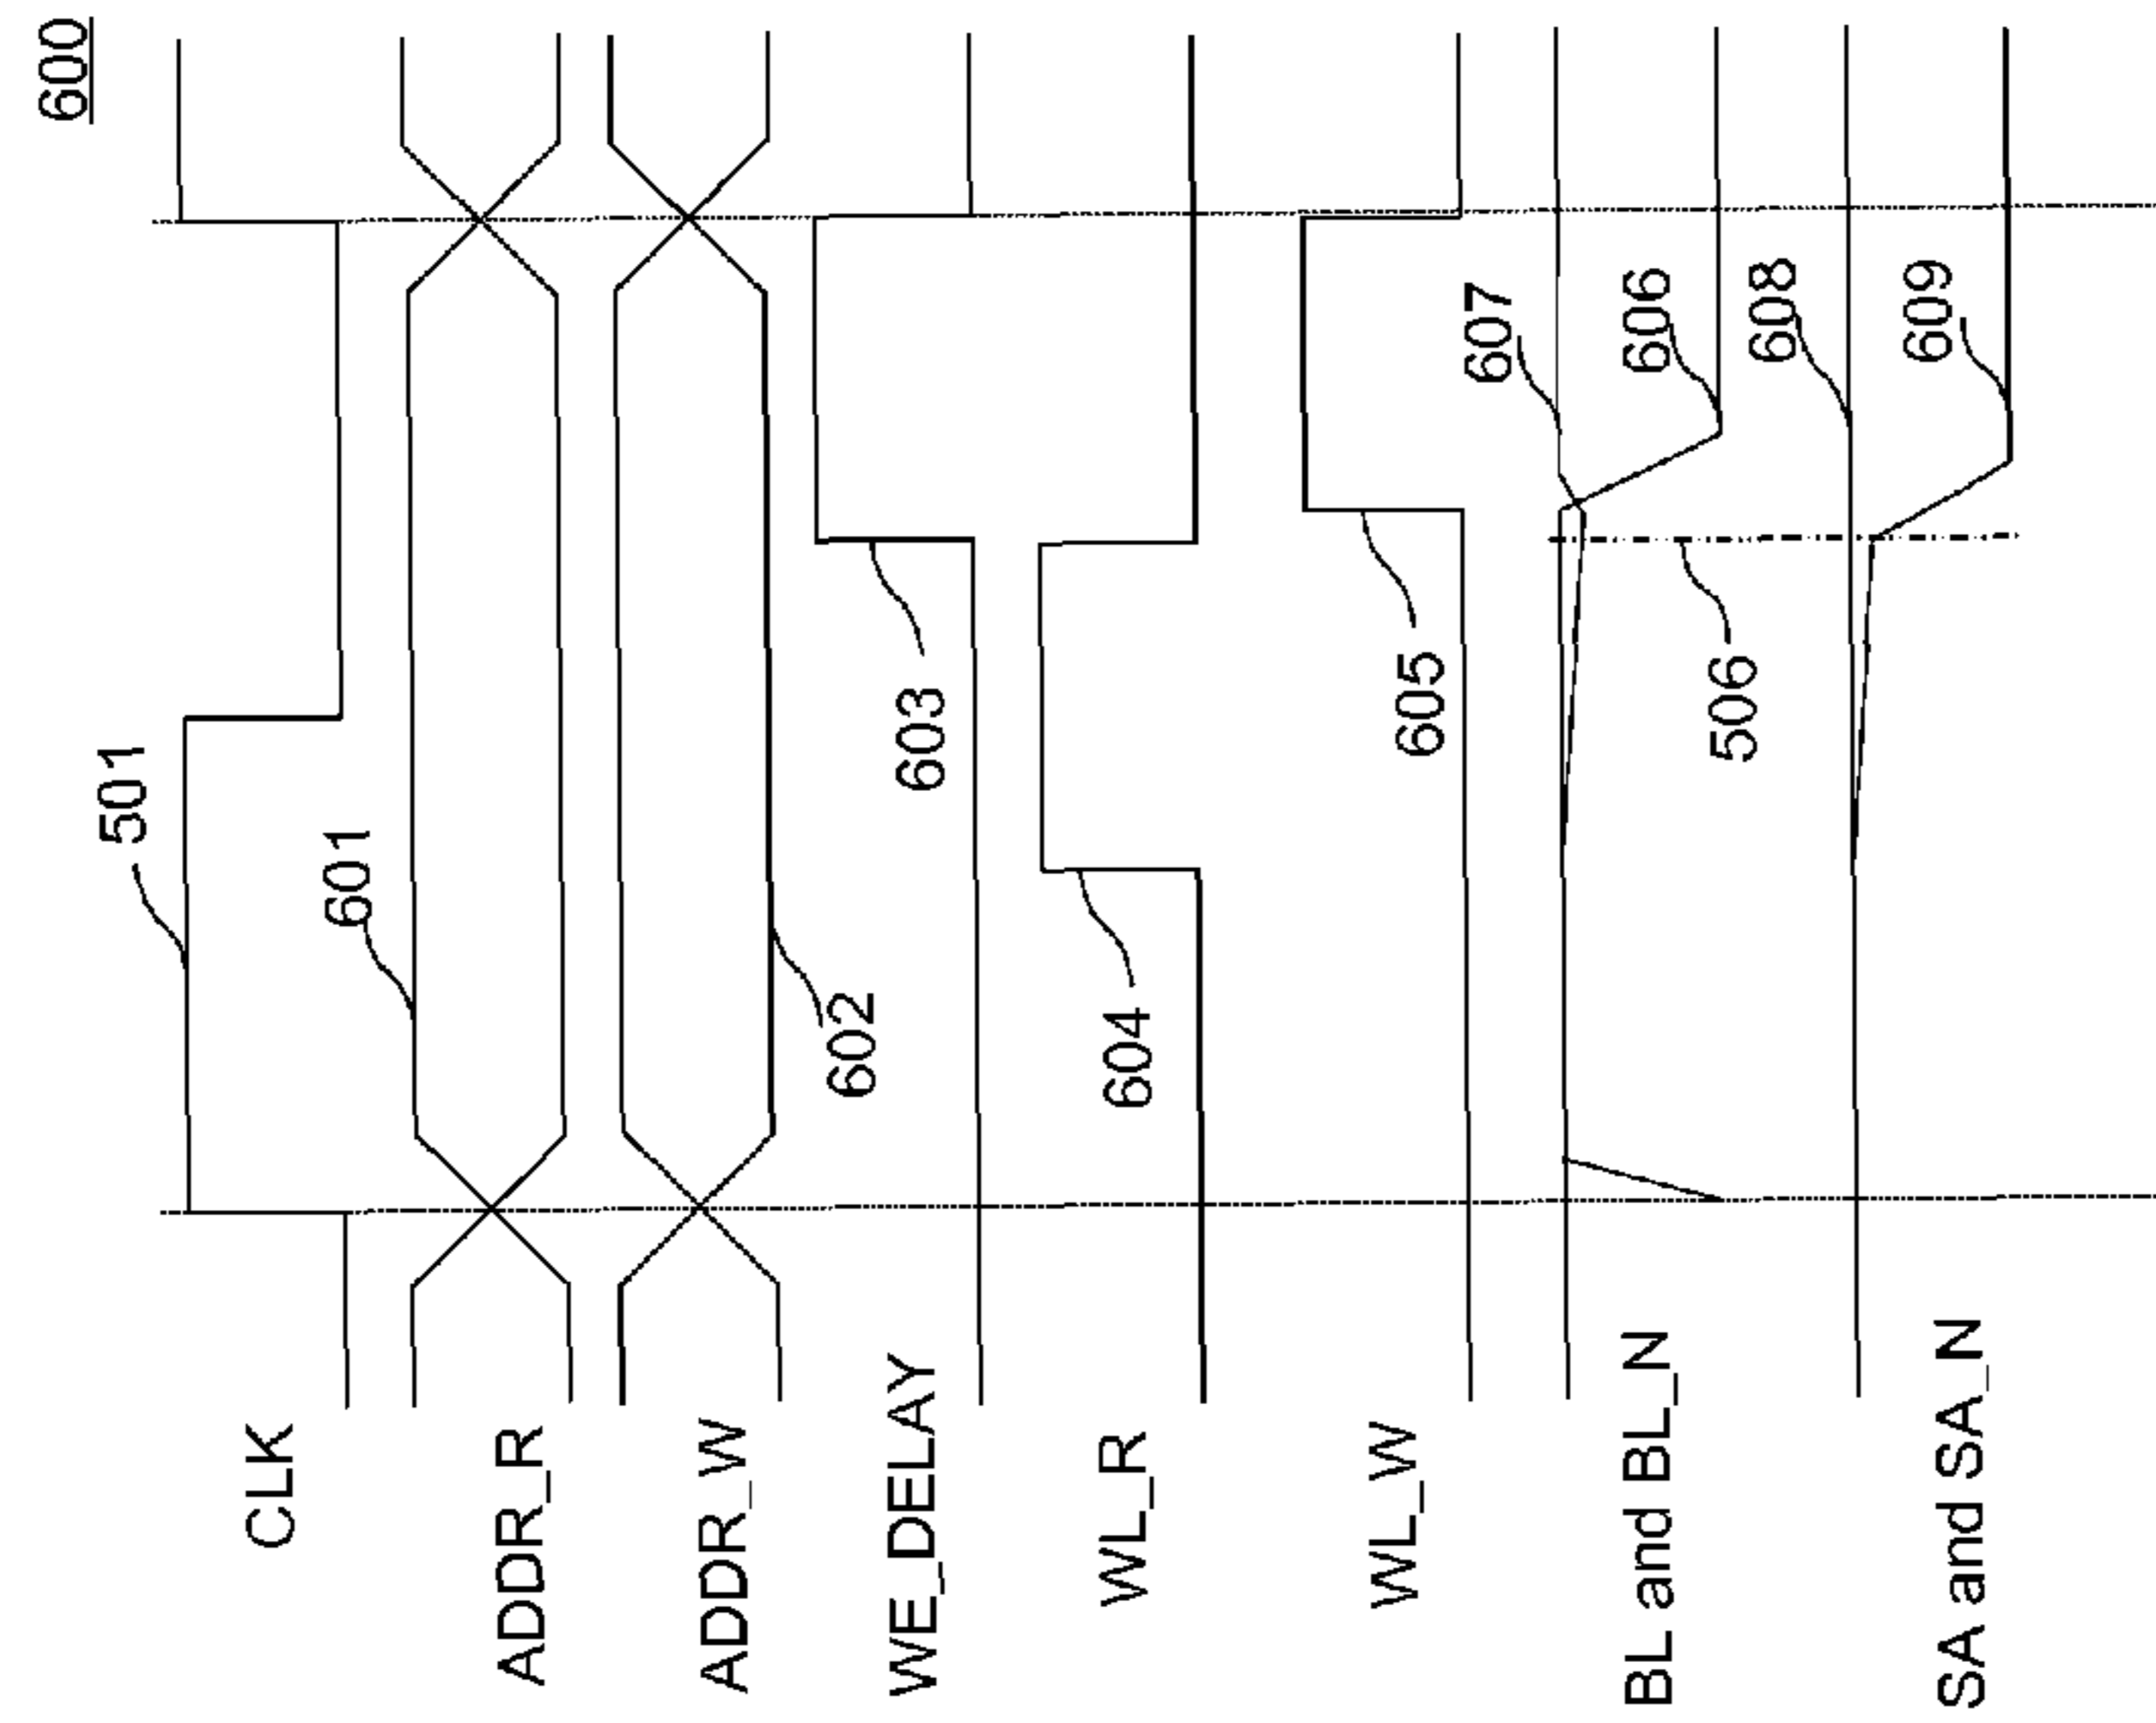 600
CLK
501
ADDR_R
601
ADDR_W
602
WE_DELAY
603
WL_R
604
WL_W
605
BL and BL_N
607
606
506
SA and SA_N
608
609